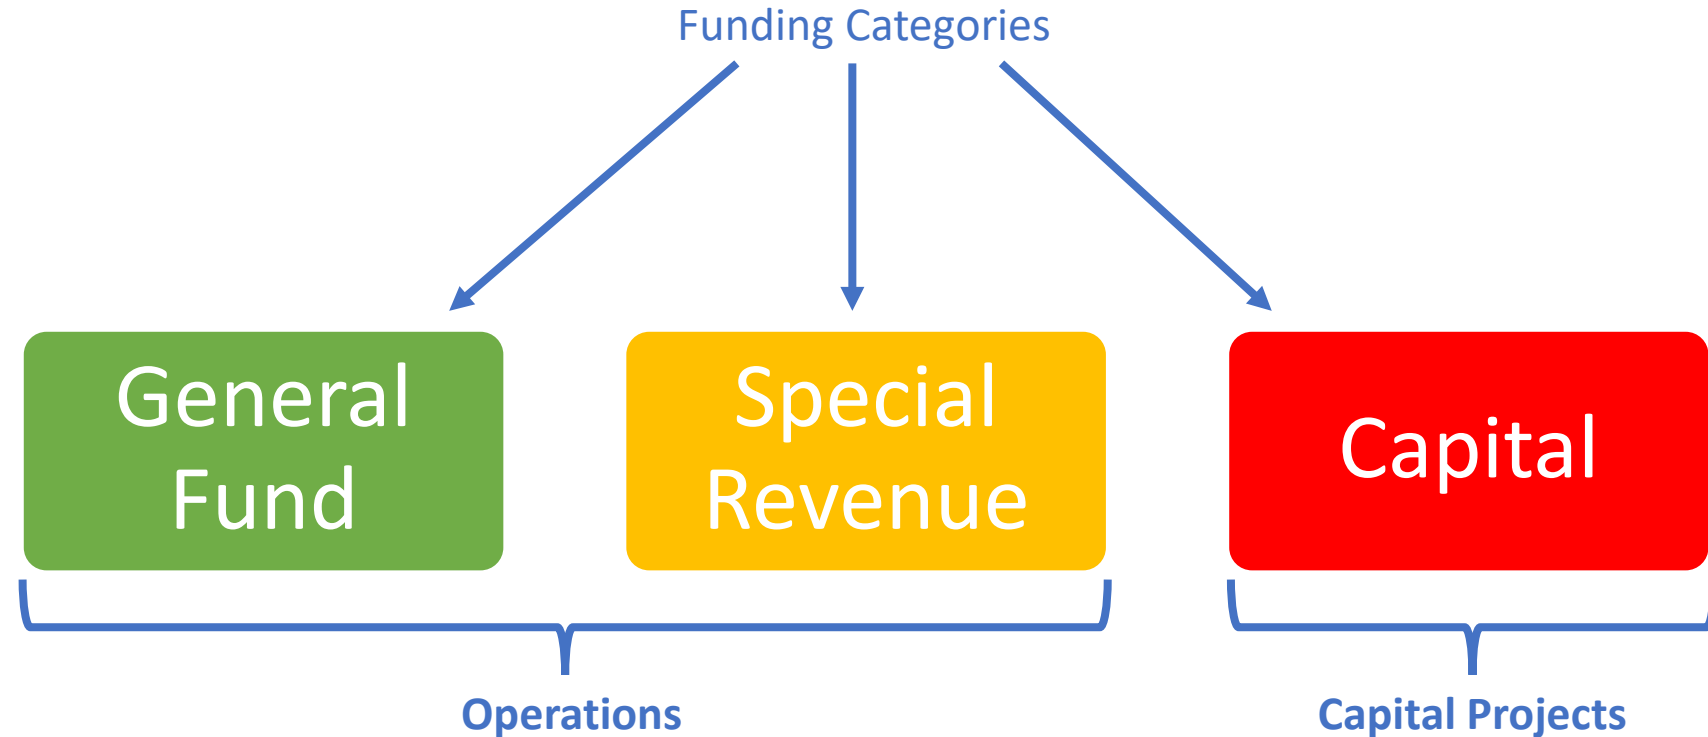 Funding Categories
General
Fund
Special
Revenue
Capital
Operations
Capital Projects